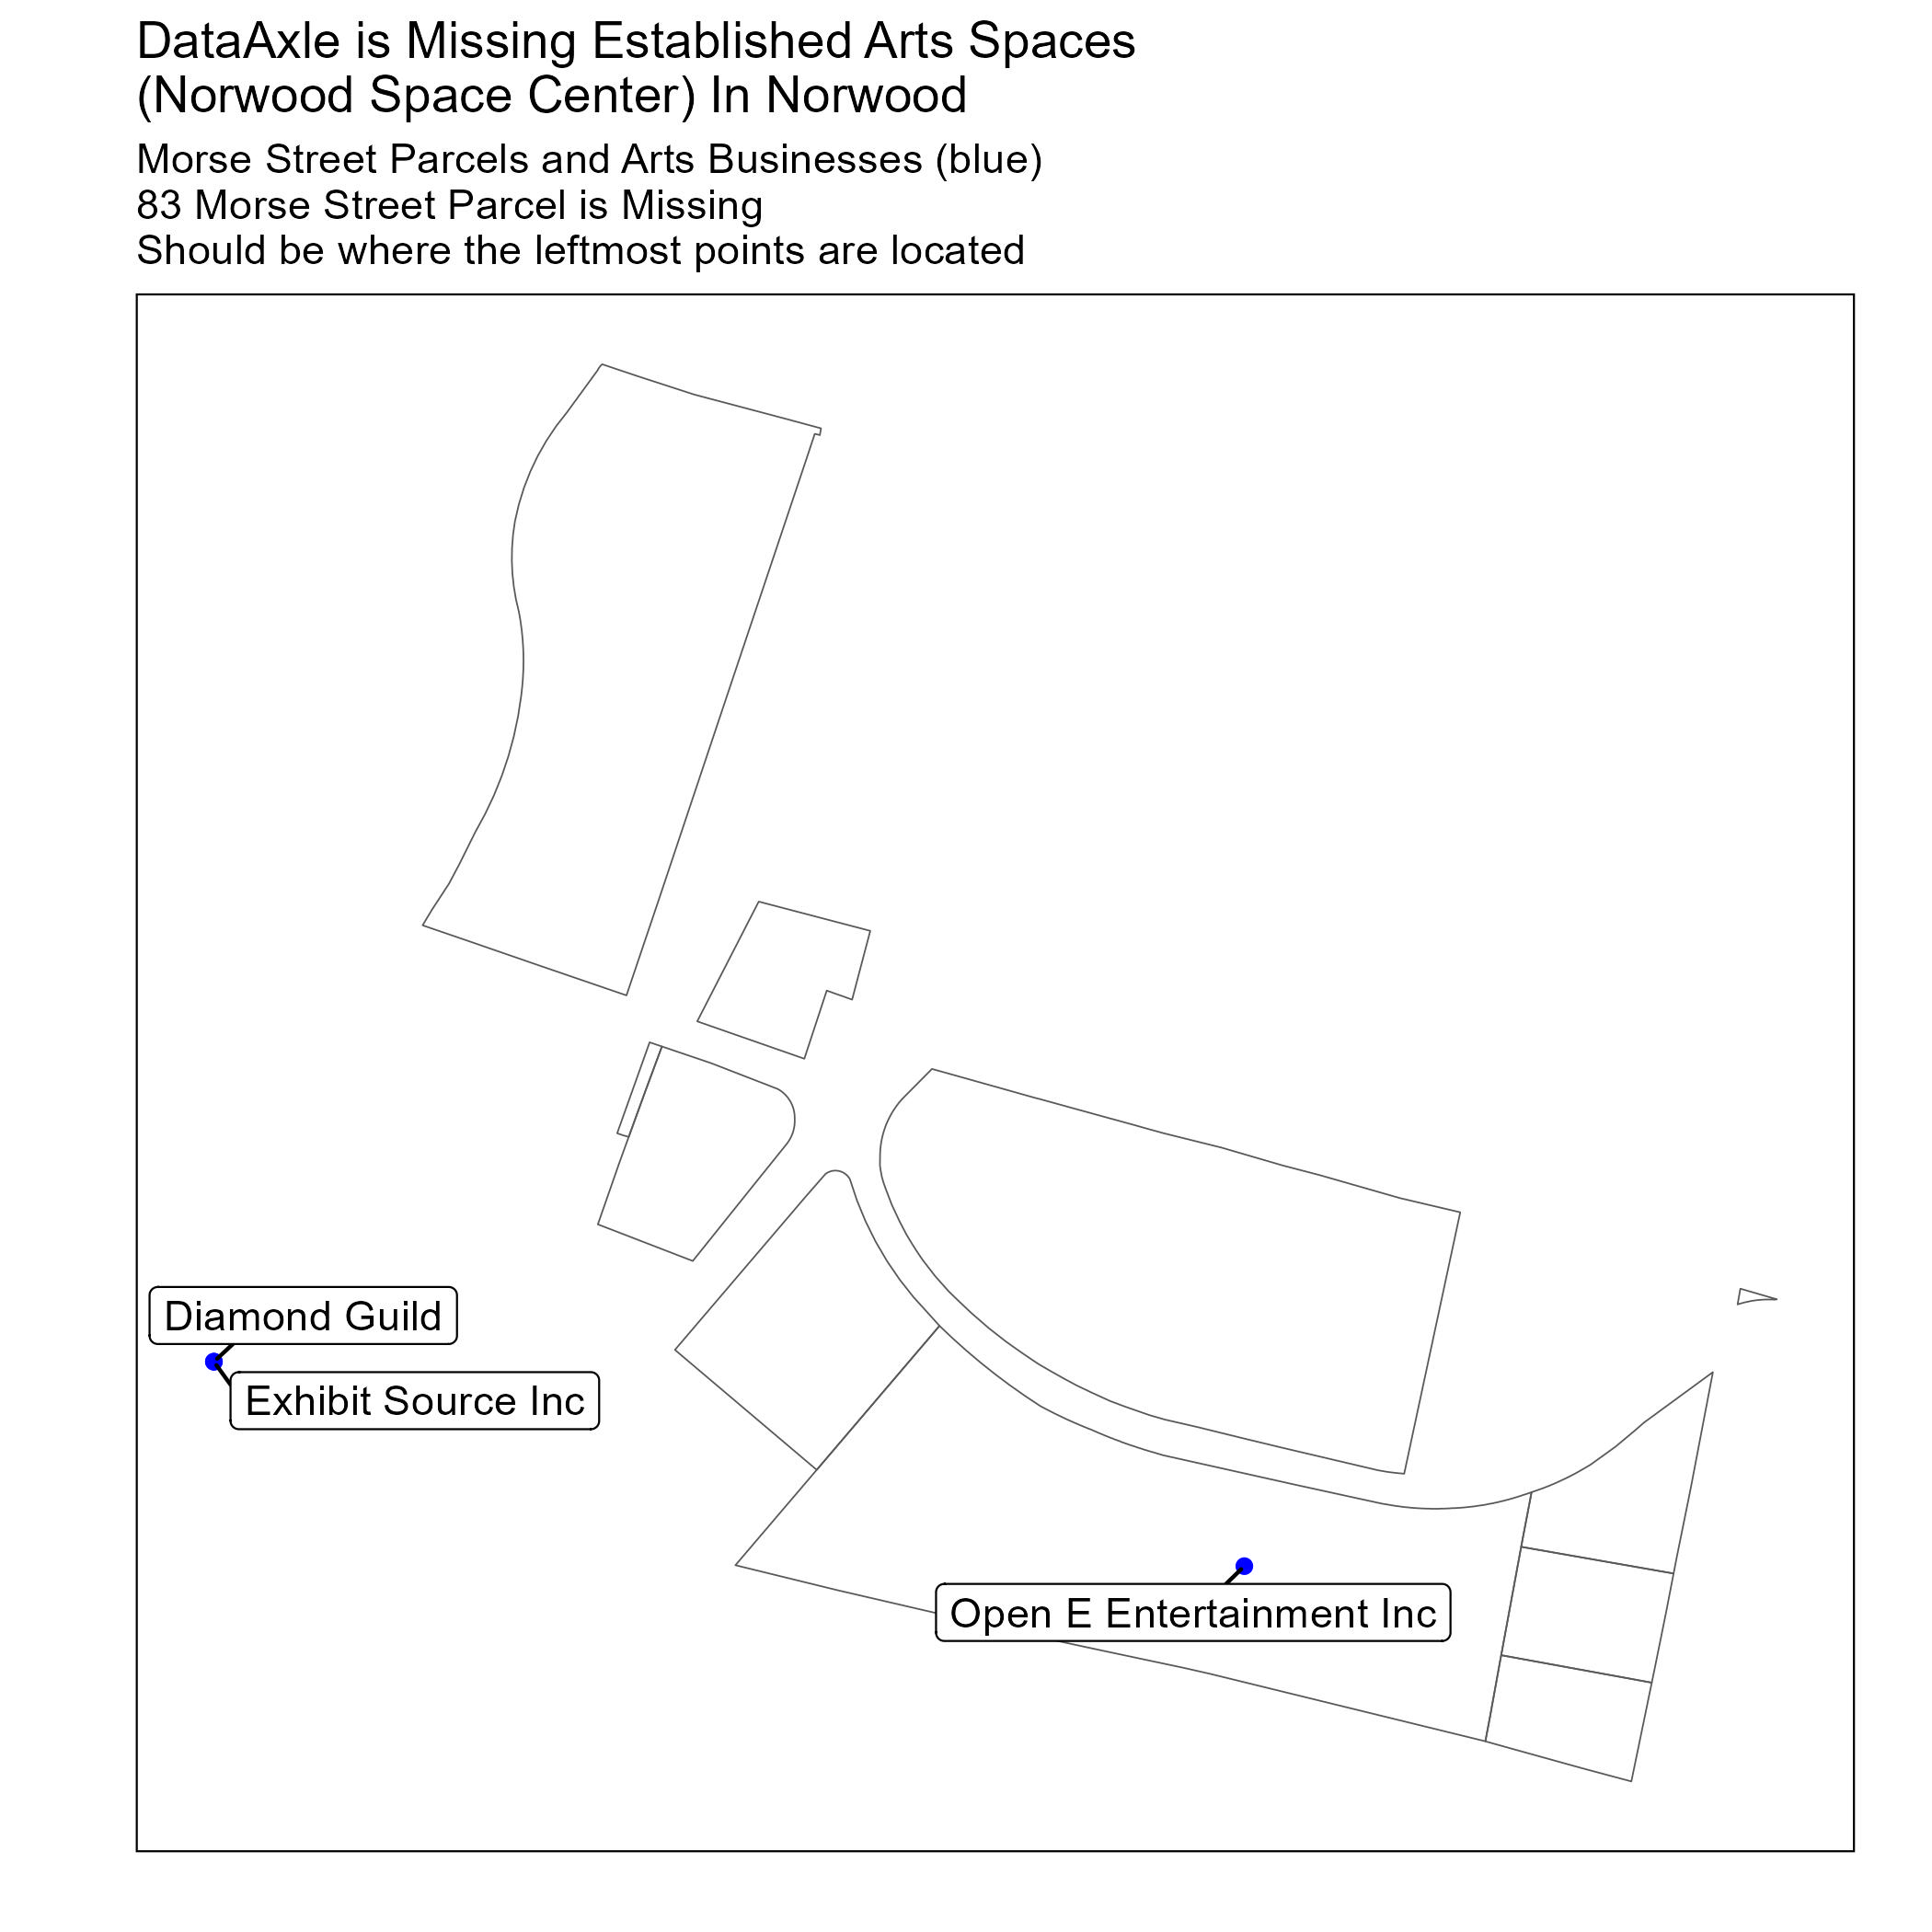 DataAxle is Missing Established Arts Spaces
(Norwood Space Center) In Norwood
Morse Street Parcels and Arts Businesses (blue)
83 Morse Street Parcel is Missing
Should be where the leftmost points are located
Diamond Guild
Exhibit Source Inc
Open E Entertainment Inc